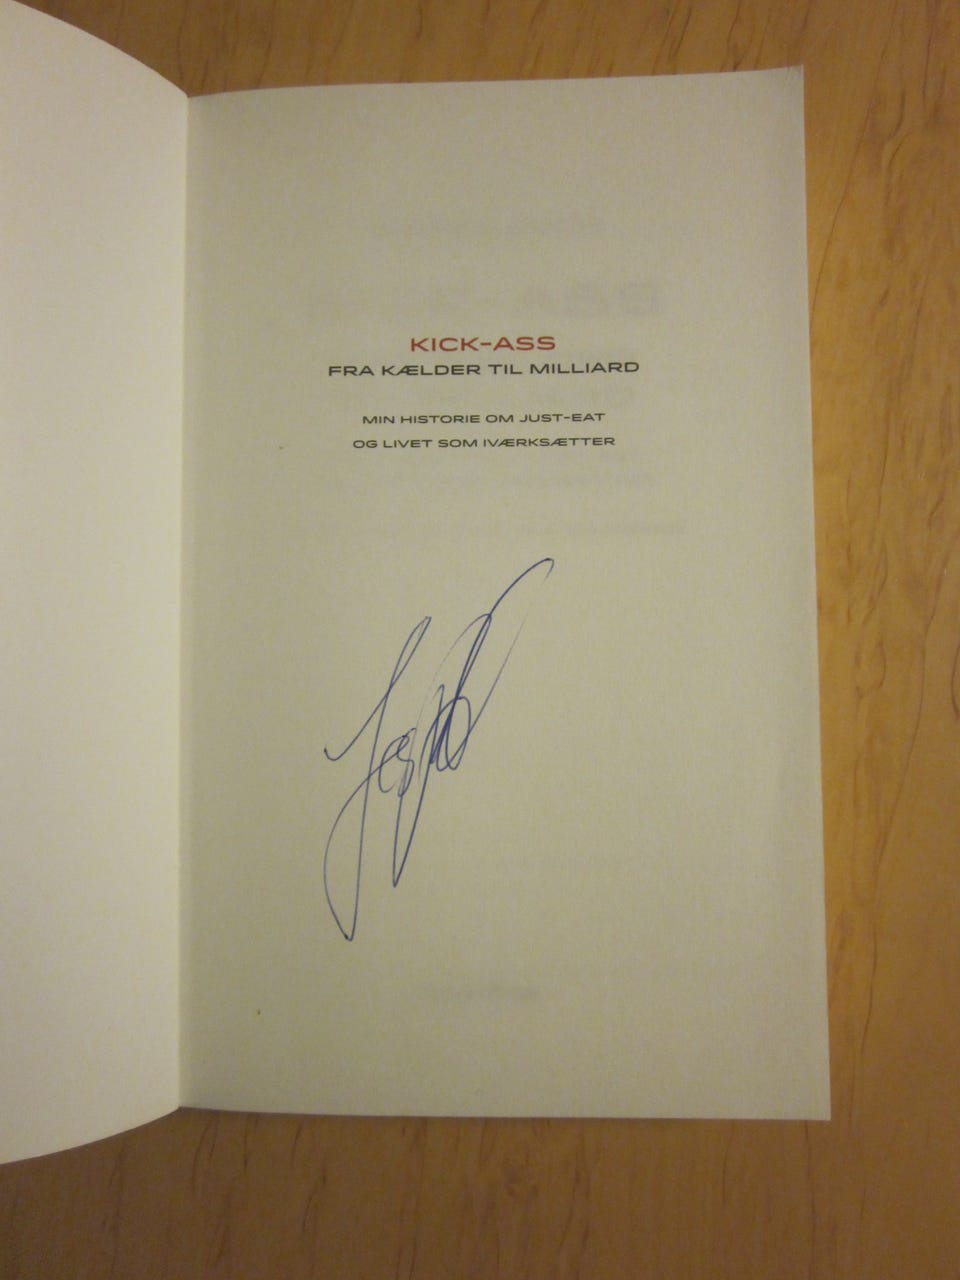 KICK-ASS
FRA KÆLDER TIL MILLIARD
MIN HISTORIE OM JUST-EAT
OG LIVET SOM IVÆRKSÆTTER